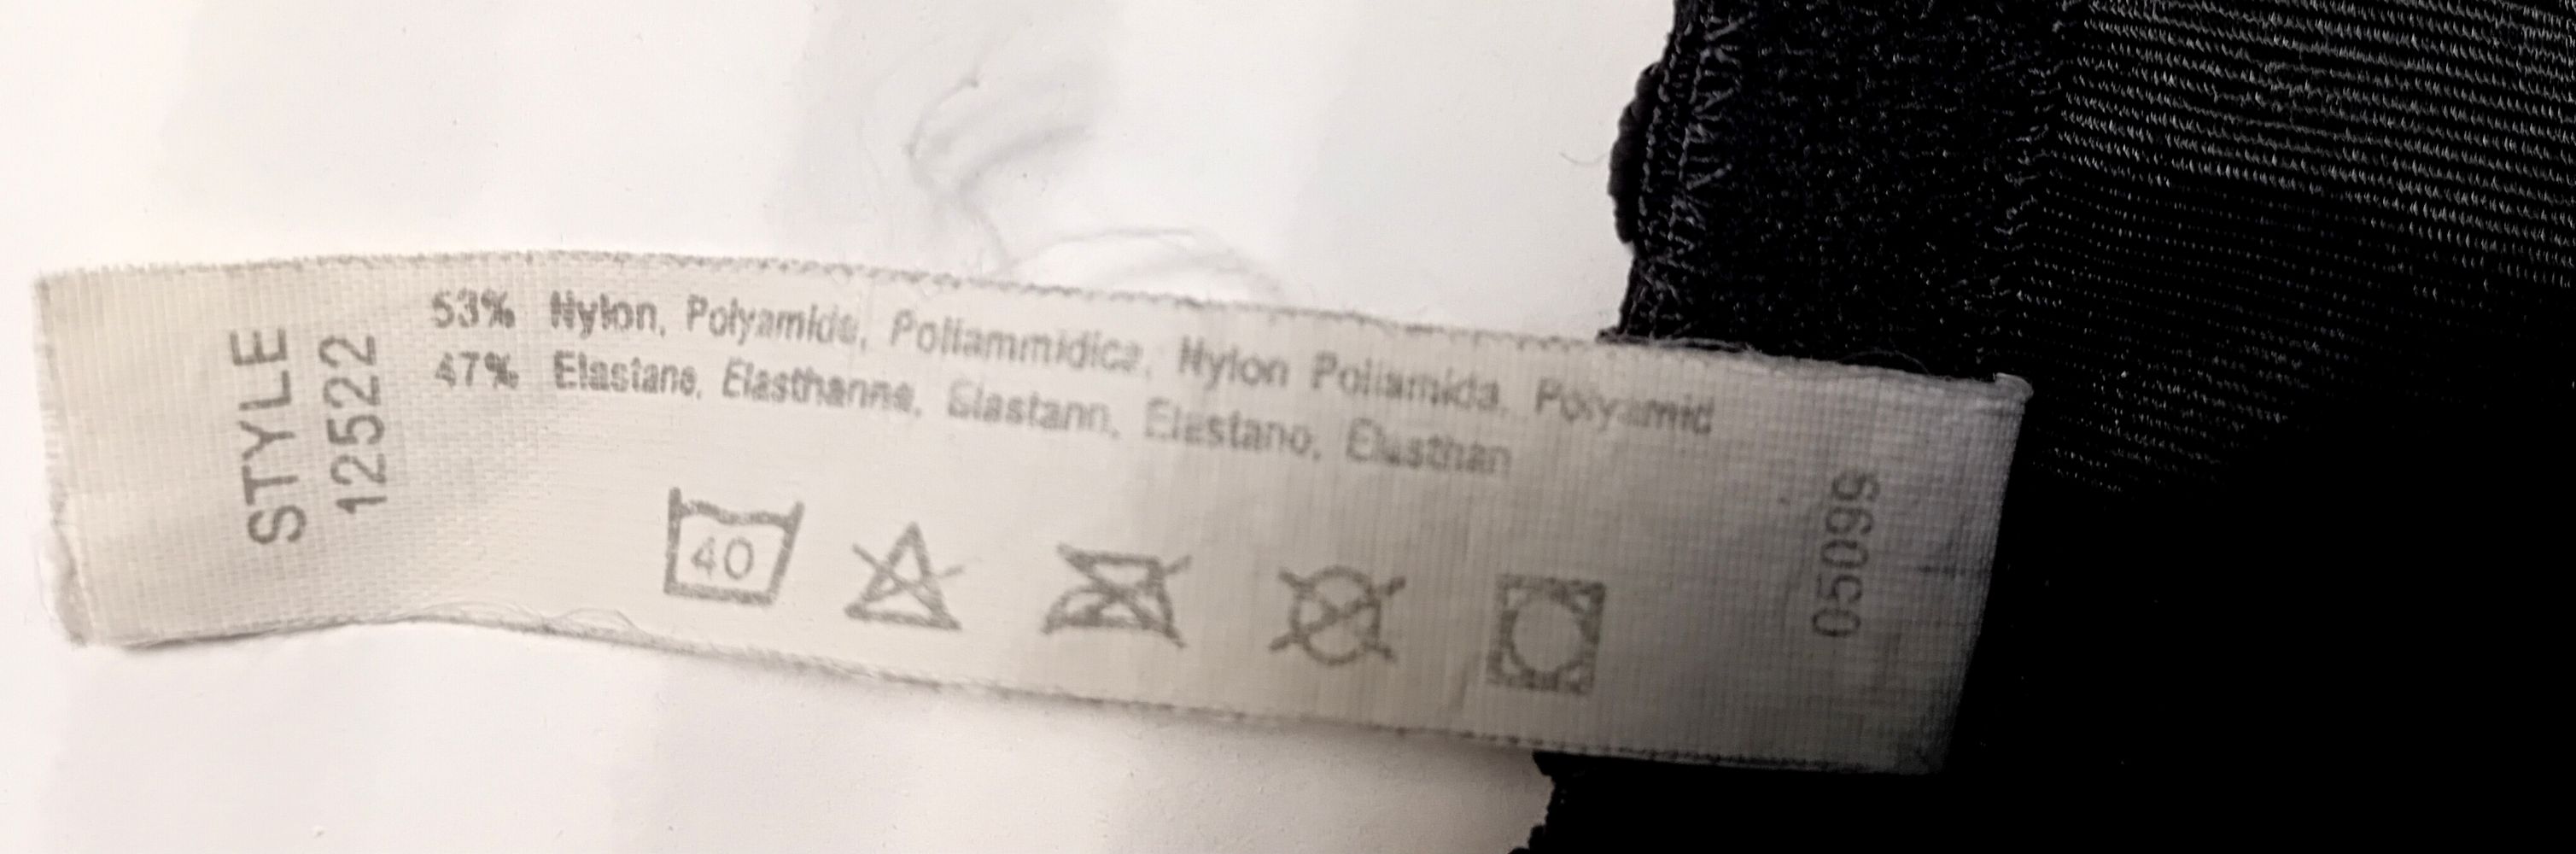 STYLE
12522
53% Nylon, Polyamide, Poliammidica, Nylon Poliamida, Polyamid
47% Elastane, Elasthanne, Elastann, Elastano, Elasthan
40
05099